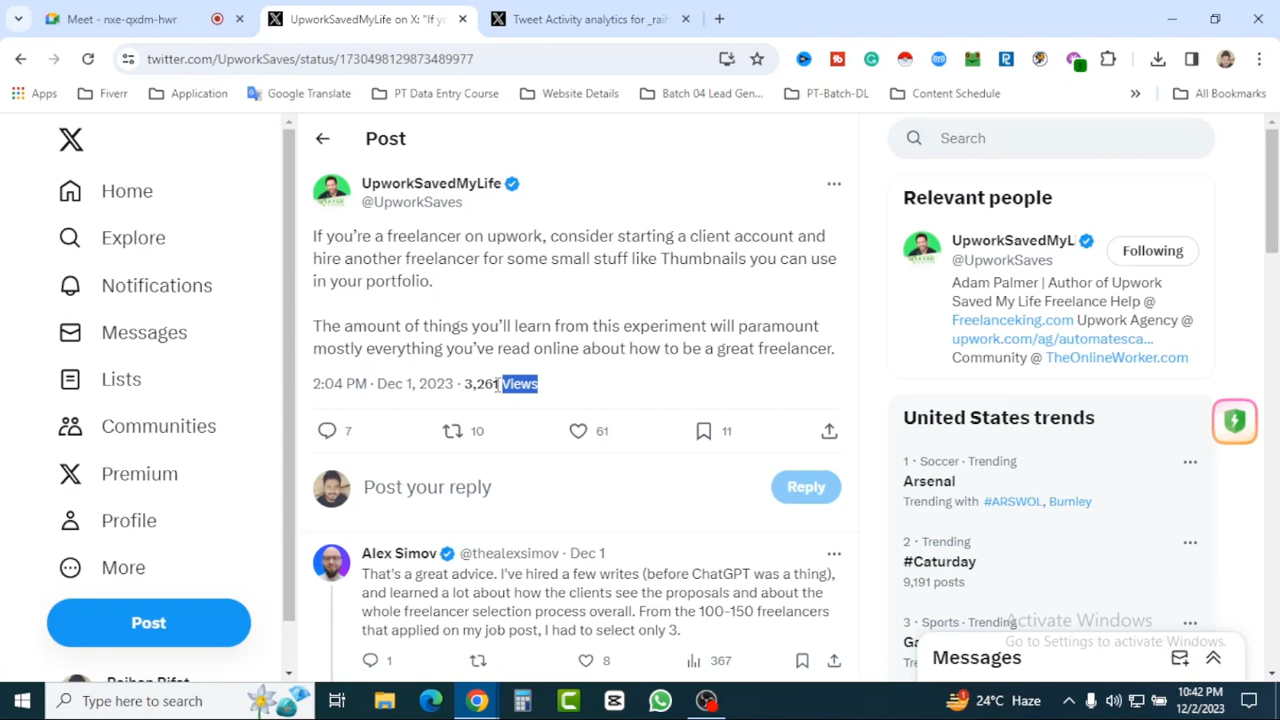 Meet - nxe-qxdm-hwr
UpworkSavedMyLife on X: "If y
Tweet Activity analytics for _raih
twitter.com/UpworkSaves/status/1730498129873489977
Apps
Fiverr
Application
Google Translate
PT Data Entry Course
Website Details
Batch 04 Lead Gen...
PT-Batch-DL
Content Schedule
»
All Bookmarks
Home
Explore
Notifications
Messages
Lists
Communities
Premium
Profile
More
Post
Post
UpworkSavedMyLife
@UpworkSaves
If you're a freelancer on upwork, consider starting a client account and
hire another freelancer for some small stuff like Thumbnails you can use
in your portfolio.
The amount of things you'll learn from this experiment will paramount
mostly everything you've read online about how to be a great freelancer.
2:04 PM · Dec 1, 2023 · 3,261 Views
7 10 61 11
Post your reply
Reply
Alex Simov @thealexsimov · Dec 1
That's a great advice. I've hired a few writes (before ChatGPT was a thing),
and learned a lot about how the clients see the proposals and about the
whole freelancer selection process overall. From the 100-150 freelancers
that applied on my job post, I had to select only 3.
1 8 367
Search
Relevant people
UpworkSavedMyL
@UpworkSaves
Following
Adam Palmer | Author of Upwork
Saved My Life Freelance Help @
Freelanceking.com Upwork Agency @
upwork.com/ag/automatesca...
Community @ TheOnlineWorker.com
United States trends
1 · Soccer · Trending
Arsenal
Trending with #ARSWOL, Burnley
2 · Trending
#Caturday
9,191 posts
3 · Sports · Trending
Ga
Activate Windows
Go to Settings to activate Windows.
Messages
Type here to search
24°C Haze
10:42 PM
12/2/2023